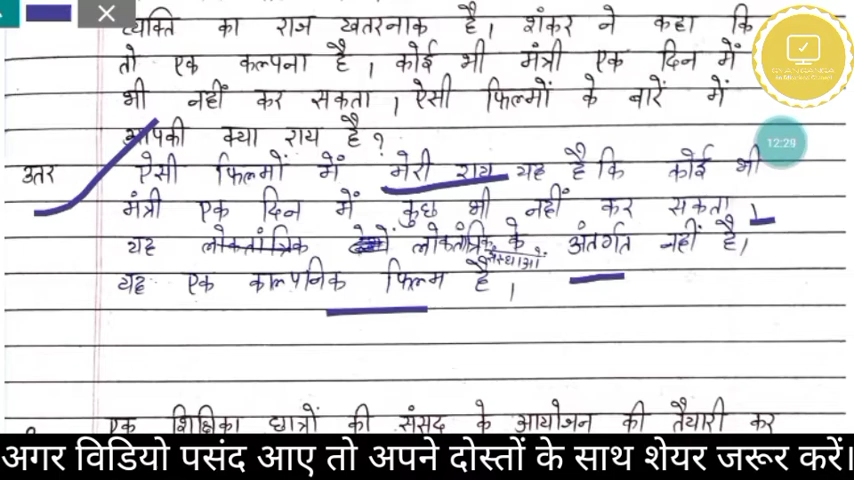 व्यक्ति का राज खतरनाक है। शंकर ने कहा कि
तो एक कल्पना है। कोई भी मंत्री एक दिन में
भी नहीं कर सकता। ऐसी फिल्मों के बारें में
आपकी क्या राय है?
12:29
उतर ऐसी फिल्मों में मेरी राय यह है कि कोई भी
मंत्री एक दिन में कुछ भी नहीं कर सकता।
यह लोकतांत्रिक लोकतांत्रिक संस्थाओं के अंतर्गत नहीं है।
यह एक काल्पनिक फिल्म है।
एक शिक्षिका छात्रों की संसद के आयोजन की तैयारी कर
अगर विडियो पसंद आए तो अपने दोस्तों के साथ शेयर जरूर करें।